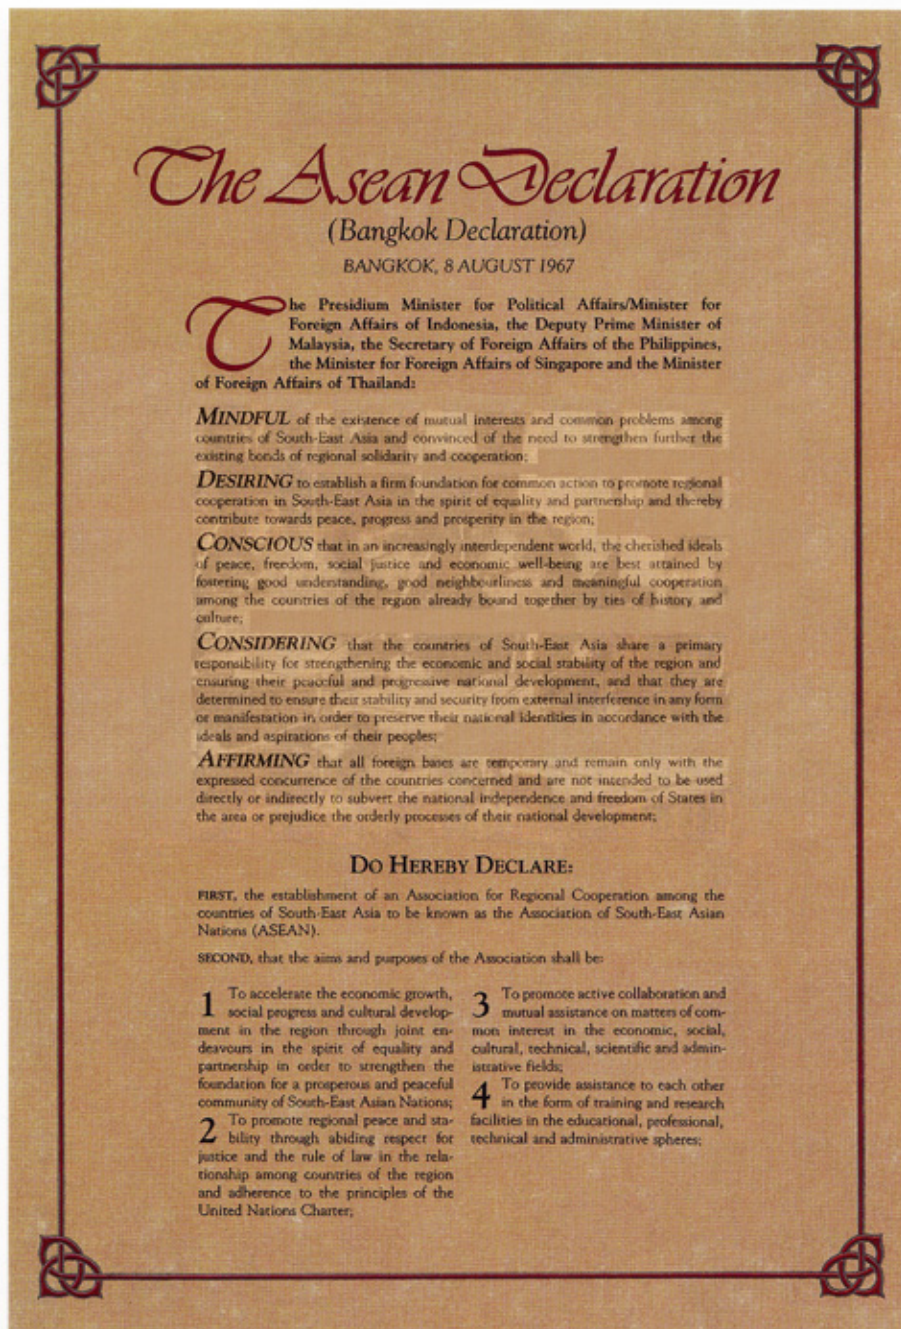 The Asean Declaration
(Bangkok Declaration)
BANGKOK, 8 AUGUST 1967
The Presidium Minister for Political Affairs/Minister for
Foreign Affairs of Indonesia, the Deputy Prime Minister of
Malaysia, the Secretary of Foreign Affairs of the Philippines,
the Minister for Foreign Affairs of Singapore and the Minister
of Foreign Affairs of Thailand:
MINDFUL of the existence of mutual interests and common problems among
countries of South-East Asia and convinced of the need to strengthen further the
existing bonds of regional solidarity and cooperation;
DESIRING to establish a firm foundation for common action to promote regional
cooperation in South-East Asia in the spirit of equality and partnership and thereby
contribute towards peace, progress and prosperity in the region;
CONSCIOUS that in an increasingly interdependent world, the cherished ideals
of peace, freedom, social justice and economic well-being are best attained by
fostering good understanding, good neighbourliness and meaningful cooperation
among the countries of the region already bound together by ties of history and
culture;
CONSIDERING that the countries of South-East Asia share a primary
responsibility for strengthening the economic and social stability of the region and
ensuring their peaceful and progressive national development, and that they are
determined to ensure their stability and security from external interference in any form
or manifestation in order to preserve their national identities in accordance with the
ideals and aspirations of their peoples;
AFFIRMING that all foreign bases are temporary and remain only with the
expressed concurrence of the countries concerned and are not intended to be used
directly or indirectly to subvert the national independence and freedom of States in
the area or prejudice the orderly processes of their national development;
DO HEREBY DECLARE:
FIRST, the establishment of an Association for Regional Cooperation among the
countries of South-East Asia to be known as the Association of South-East Asian
Nations (ASEAN).
SECOND, that the aims and purposes of the Association shall be:
1 To accelerate the economic growth,
social progress and cultural develop-
ment in the region through joint en-
deavours in the spirit of equality and
partnership in order to strengthen the
foundation for a prosperous and peaceful
community of South-East Asian Nations;
2 To promote regional peace and sta-
bility through abiding respect for
justice and the rule of law in the rela-
tionship among countries of the region
and adherence to the principles of the
United Nations Charter;
3 To promote active collaboration and
mutual assistance on matters of com-
mon interest in the economic, social,
cultural, technical, scientific and admin-
istrative fields;
4 To provide assistance to each other
in the form of training and research
facilities in the educational, professional,
technical and administrative spheres;